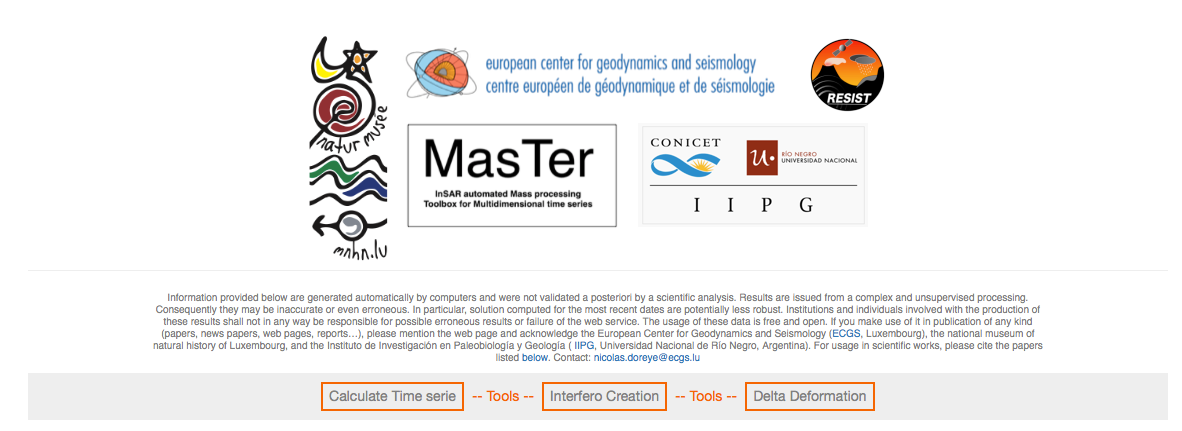 natur musée
mnhn.lu
european center for geodynamics and seismology
centre européen de géodynamique et de séismologie
RESIST
MasTer
InSAR automated Mass processing
Toolbox for Multidimensional time series
CONICET
u.
RÍO NEGRO
UNIVERSIDAD NACIONAL
I I P G
Information provided below are generated automatically by computers and were not validated a posteriori by a scientific analysis. Results are issued from a complex and unsupervised processing.
Consequently they may be inaccurate or even erroneous. In particular, solution computed for the most recent dates are potentially less robust. Institutions and individuals involved with the production of
these results shall not in any way be responsible for possible erroneous results or failure of the web service. The usage of these data is free and open. If you make use of it in publication of any kind
(papers, news papers, web pages, reports…), please mention the web page and acknowledge the European Center for Geodynamics and Seismology (ECGS, Luxembourg), the national museum of
natural history of Luxembourg, and the Instituto de Investigación en Paleobiología y Geología ( IIPG, Universidad Nacional de Río Negro, Argentina). For usage in scientific works, please cite the papers
listed below. Contact: nicolas.doreye@ecgs.lu
Calculate Time serie -- Tools -- Interfero Creation -- Tools -- Delta Deformation